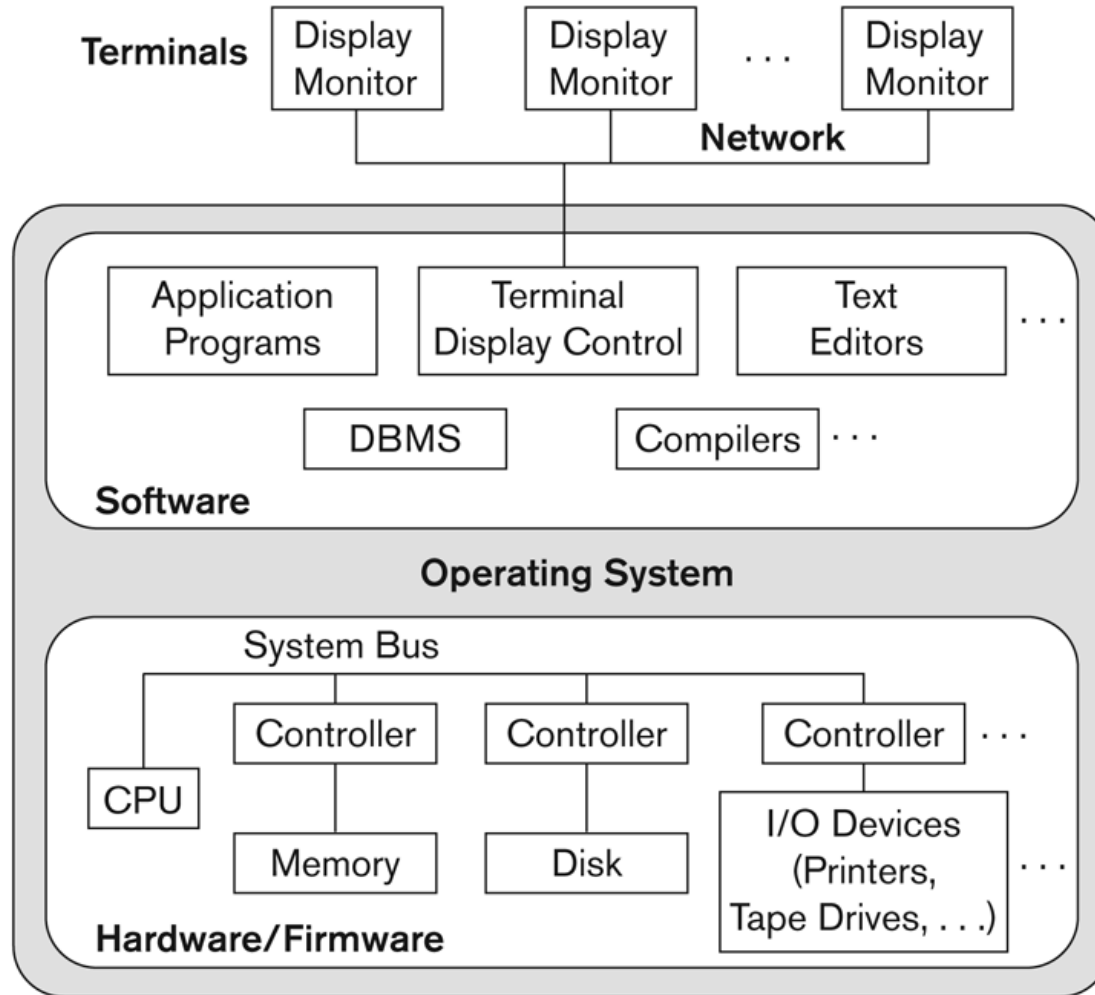 Terminals
Display
Monitor
Display
Monitor
. . .
Display
Monitor
Network
Application
Programs
Terminal
Display Control
Text
Editors
. . .
DBMS
Compilers
. . .
Software
Operating System
System Bus
Controller
Controller
Controller
. . .
CPU
Memory
Disk
I/O Devices
(Printers,
Tape Drives, . . .)
. . .
Hardware/Firmware